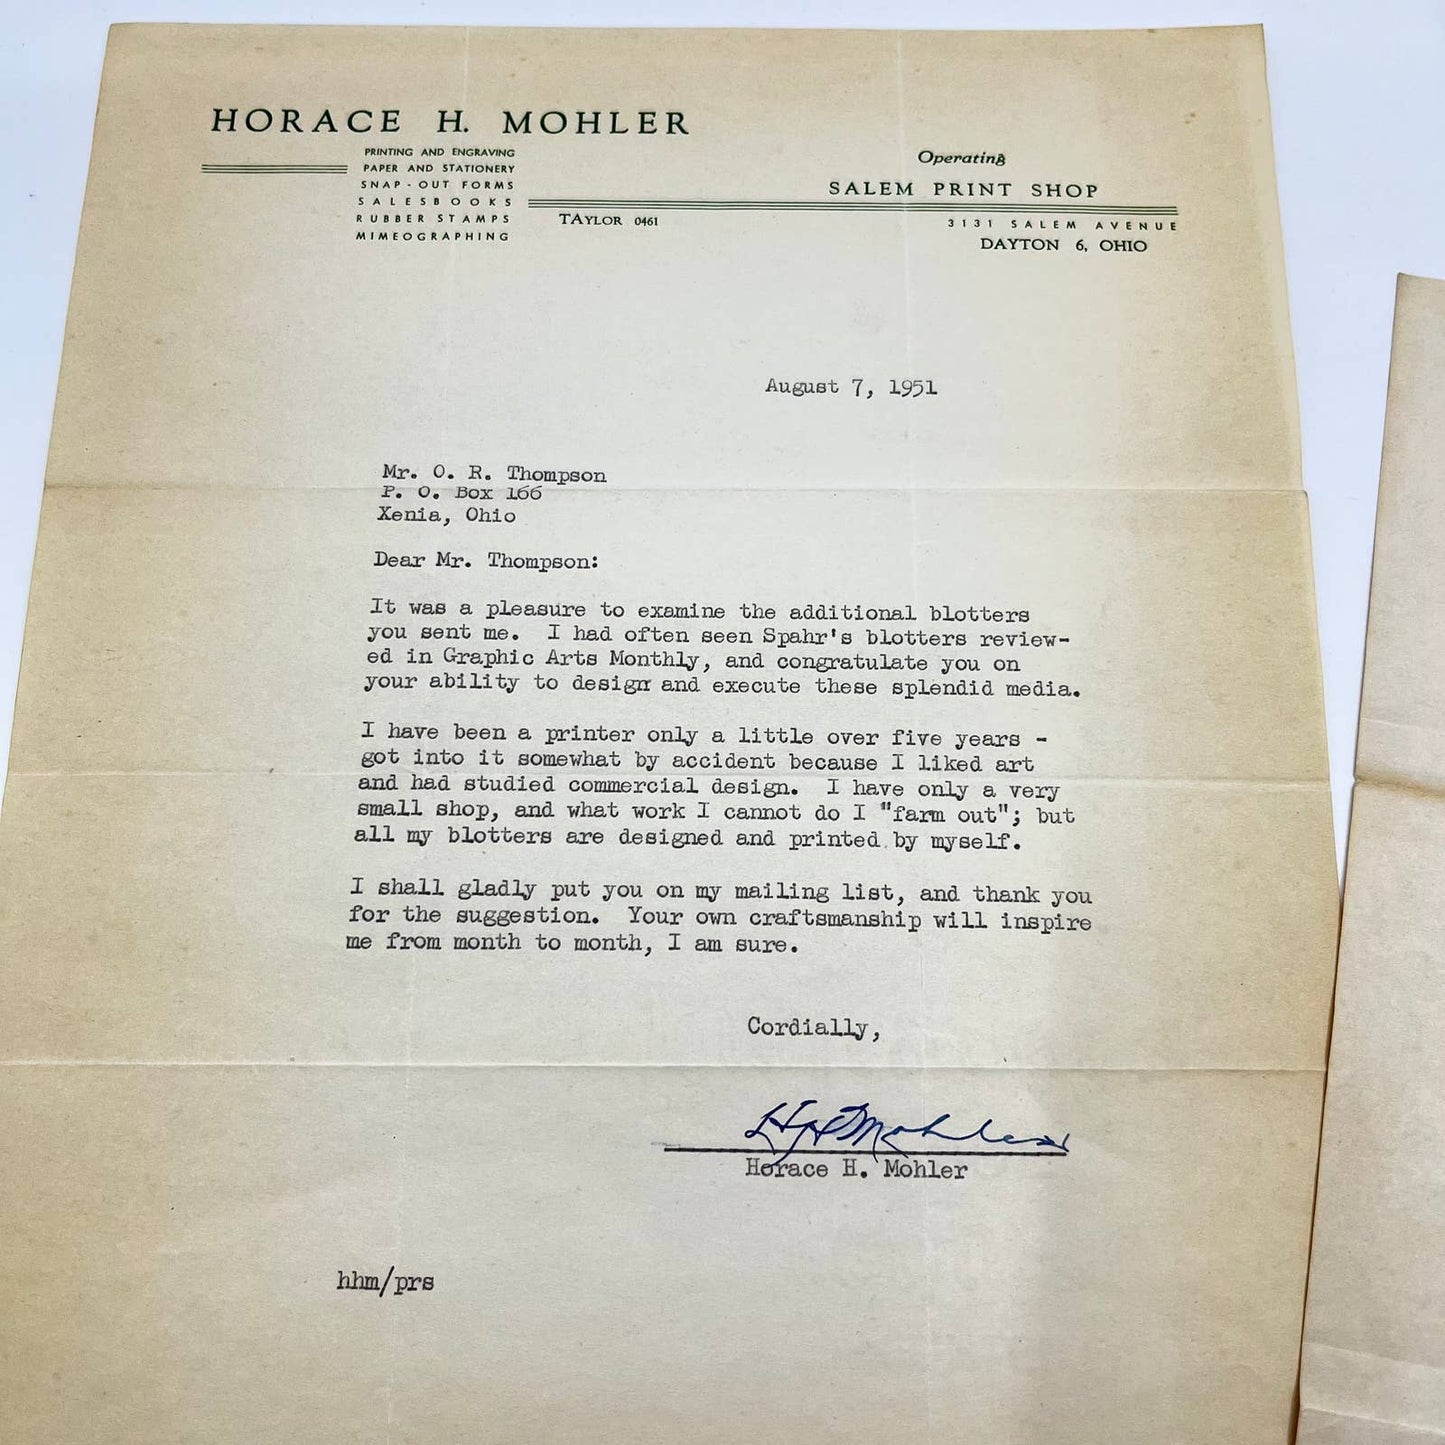 HORACE H. MOHLER
PRINTING AND ENGRAVING
PAPER AND STATIONERY
SNAP-OUT FORMS
SALESBOOKS
RUBBER STAMPS
MIMEOGRAPHING
TAYLOR 0461
Operating
SALEM PRINT SHOP
3131 SALEM AVENUE
DAYTON 6, OHIO
August 7, 1951
Mr. O. R. Thompson
P. O. Box 166
Xenia, Ohio
Dear Mr. Thompson:
It was a pleasure to examine the additional blotters
you sent me. I had often seen Spahr's blotters review-
ed in Graphic Arts Monthly, and congratulate you on
your ability to design and execute these splendid media.
I have been a printer only a little over five years -
got into it somewhat by accident because I liked art
and had studied commercial design. I have only a very
small shop, and what work I cannot do I "farm out"; but
all my blotters are designed and printed by myself.
I shall gladly put you on my mailing list, and thank you
for the suggestion. Your own craftsmanship will inspire
me from month to month, I am sure.
Cordially,
HHMohler
Horace H. Mohler
hhm/prs